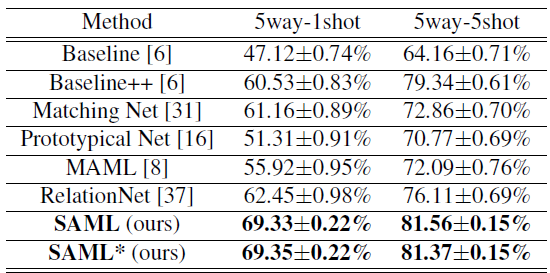 Method 5way-1shot 5way-5shot
Baseline [6] 47.12±0.74% 64.16±0.71%
Baseline++ [6] 60.53±0.83% 79.34±0.61%
Matching Net [31] 61.16±0.89% 72.86±0.70%
Prototypical Net [16] 51.31±0.91% 70.77±0.69%
MAML [8] 55.92±0.95% 72.09±0.76%
RelationNet [37] 62.45±0.98% 76.11±0.69%
SAML (ours) 69.33±0.22% 81.56±0.15%
SAML* (ours) 69.35±0.22% 81.37±0.15%